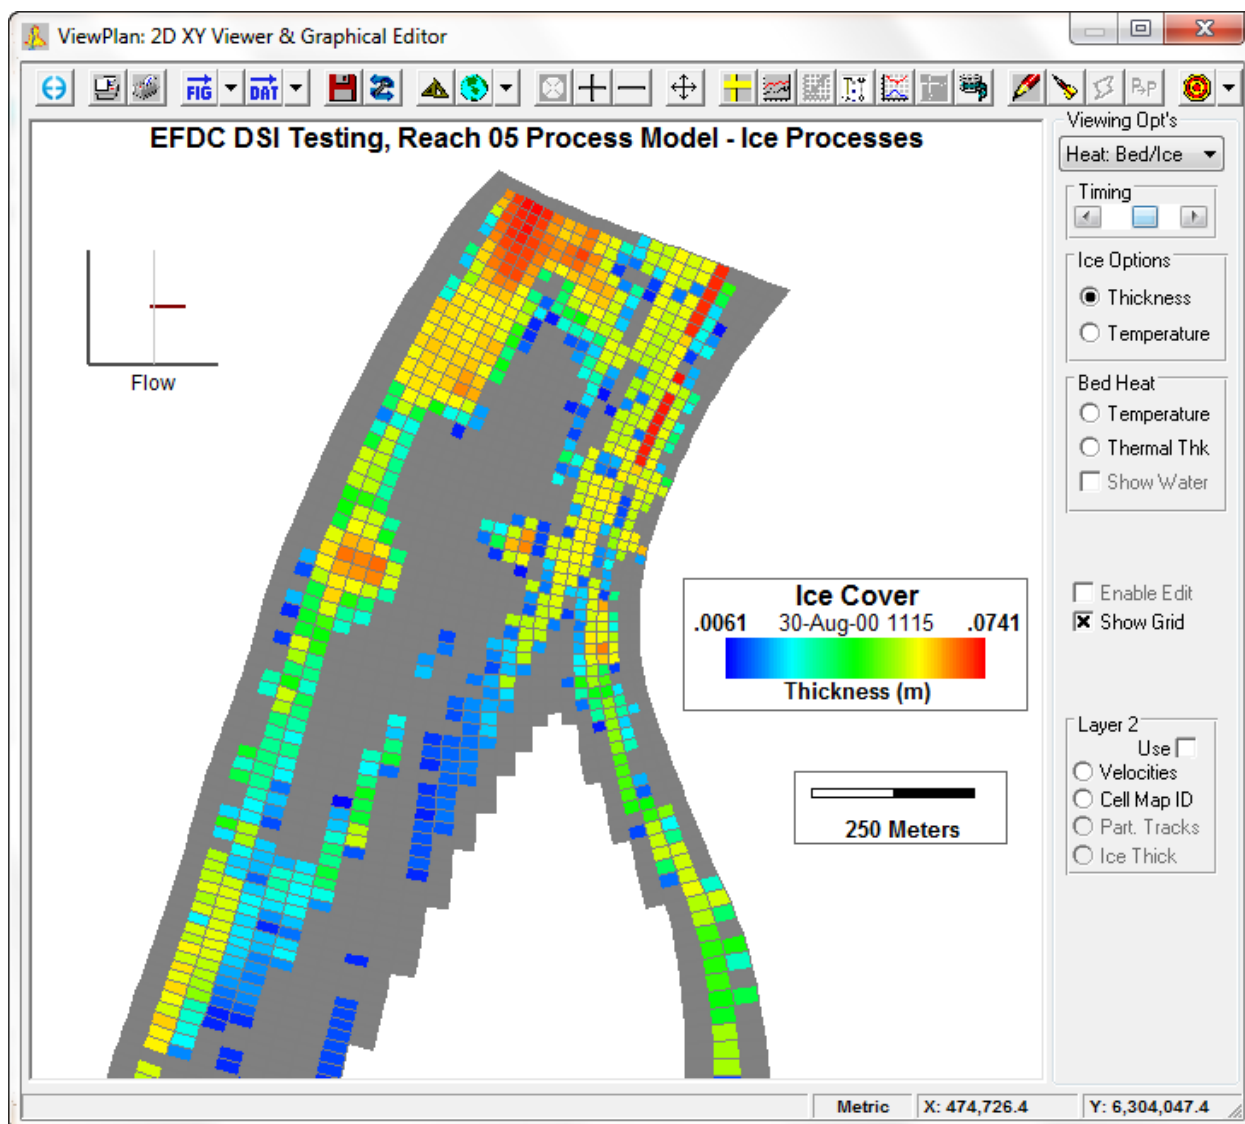 ViewPlan: 2D XY Viewer & Graphical Editor
FIG
DAT
P→P
EFDC DSI Testing, Reach 05 Process Model - Ice Processes
Flow
Ice Cover
.0061 30-Aug-00 1115 .0741
Thickness (m)
250 Meters
Viewing Opt's
Heat: Bed/Ice
Timing
Ice Options
Thickness
Temperature
Bed Heat
Temperature
Thermal Thk
Show Water
Enable Edit
Show Grid
Layer 2
Use
Velocities
Cell Map ID
Part. Tracks
Ice Thick
Metric
X: 474,726.4
Y: 6,304,047.4